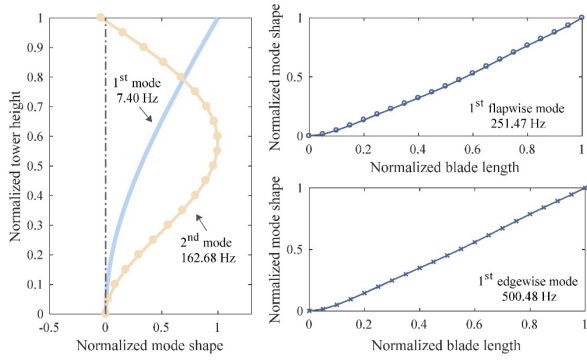 1
0.9
0.8
0.7
0.6
0.5
0.4
0.3
0.2
0.1
0
-0.5
0
0.5
1
Normalized tower height
Normalized mode shape
1st mode
7.40 Hz
2nd mode
162.68 Hz
1
0.5
0
0
0.2
0.4
0.6
0.8
1
Normalized mode shape
Normalized blade length
1st flapwise mode
251.47 Hz
1
0.5
0
0
0.2
0.4
0.6
0.8
1
Normalized mode shape
Normalized blade length
1st edgewise mode
500.48 Hz